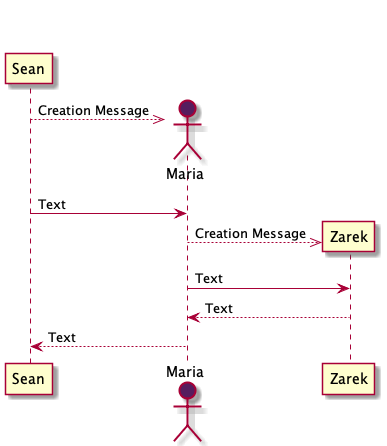 Sean
Creation Message
Maria
Text
Creation Message
Zarek
Text
Text
Text
Sean
Maria
Zarek